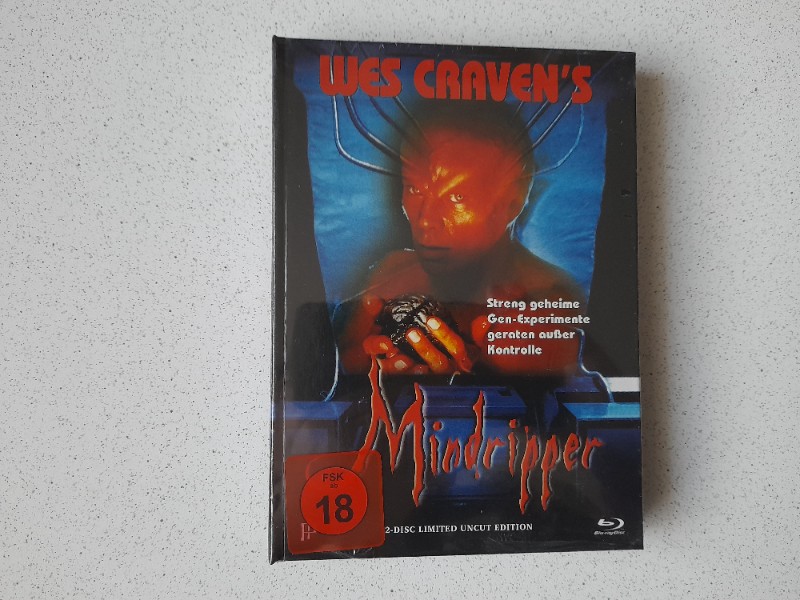 WES CRAVEN'S
Streng geheime
Gen-Experimente
geraten außer
Kontrolle
Mindripper
FSK
ab
18
2-DISC LIMITED UNCUT EDITION
Blu-ray Disc